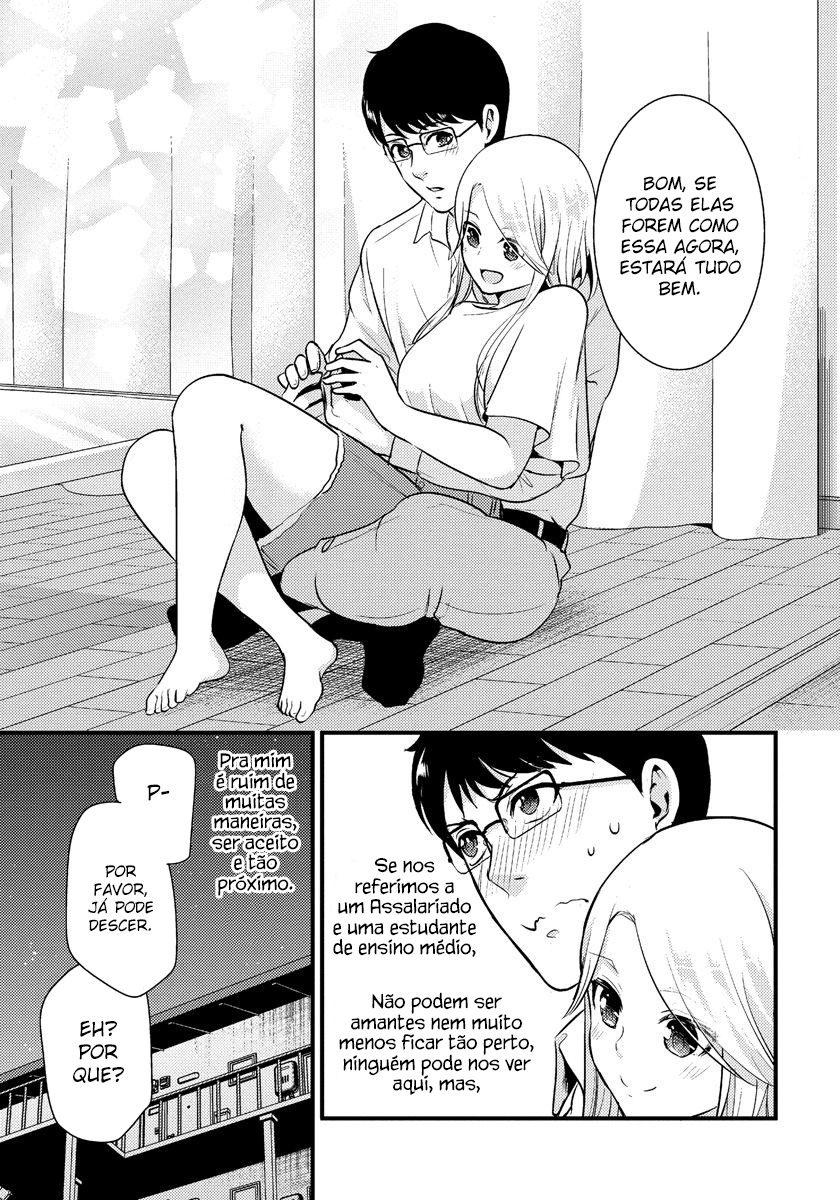 BOM, SE
TODAS ELAS
FOREM COMO
ESSA AGORA,
ESTARÁ TUDO
BEM.
Se nos
referimos a
um Assalariado
e uma estudante
de ensino médio,
Não podem ser
amantes nem muito
menos ficar tão perto,
ninguém pode nos ver
aqui, mas,
Pra mim
é ruim de
muitas
maneiras,
ser aceito
e tão
próximo.
P-
POR
FAVOR,
JÁ PODE
DESCER.
EH?
POR
QUE?